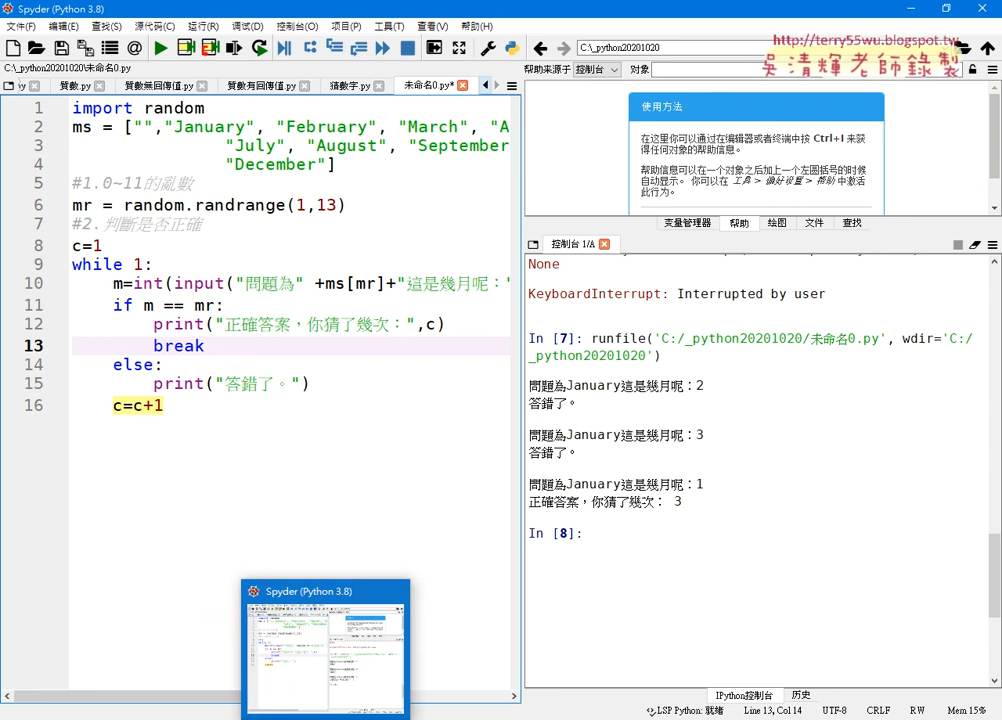 Spyder (Python 3.8)
文件(F) 编辑(E) 查找(S) 源代码(C) 运行(R) 调试(D) 控制台(O) 项目(P) 工具(T) 查看(V) 帮助(H)
C:\_python20201020
http://terry55wu.blogspot.tw
吳清輝老師錄製
C:\_python20201020\未命名0.py
帮助来源于 控制台 对象
質數.py 質數無回傳值.py 質數有回傳值.py 猜數字.py 未命名0.py*
1 import random
2 ms = ["","January", "February", "March", "A
3 "July", "August", "September
4 "December"]
5 #1.0~11的亂數
6 mr = random.randrange(1,13)
7 #2.判斷是否正確
8 c=1
9 while 1:
10 m=int(input("問題為" +ms[mr]+"這是幾月呢："
11 if m == mr:
12 print("正確答案，你猜了幾次：",c)
13 break
14 else:
15 print("答錯了。")
16 c=c+1
使用方法
在这里你可以通过在编辑器或者终端中按 Ctrl+I 来获
得任何对象的帮助信息。
帮助信息可以在一个对象之后加上一个左圆括号的时候
自动显示。 你可以在 工具 > 偏好设置 > 帮助 中激活
此行为。
变量管理器 帮助 绘图 文件 查找
控制台 1/A
None
KeyboardInterrupt: Interrupted by user
In [7]: runfile('C:/_python20201020/未命名0.py', wdir='C:/
_python20201020')
問題為January這是幾月呢：2
答錯了。
問題為January這是幾月呢：3
答錯了。
問題為January這是幾月呢：1
正確答案，你猜了幾次： 3
In [8]:
Spyder (Python 3.8)
IPython控制台 历史
LSP Python: 就绪 Line 13, Col 14 UTF-8 CRLF RW Mem 15%